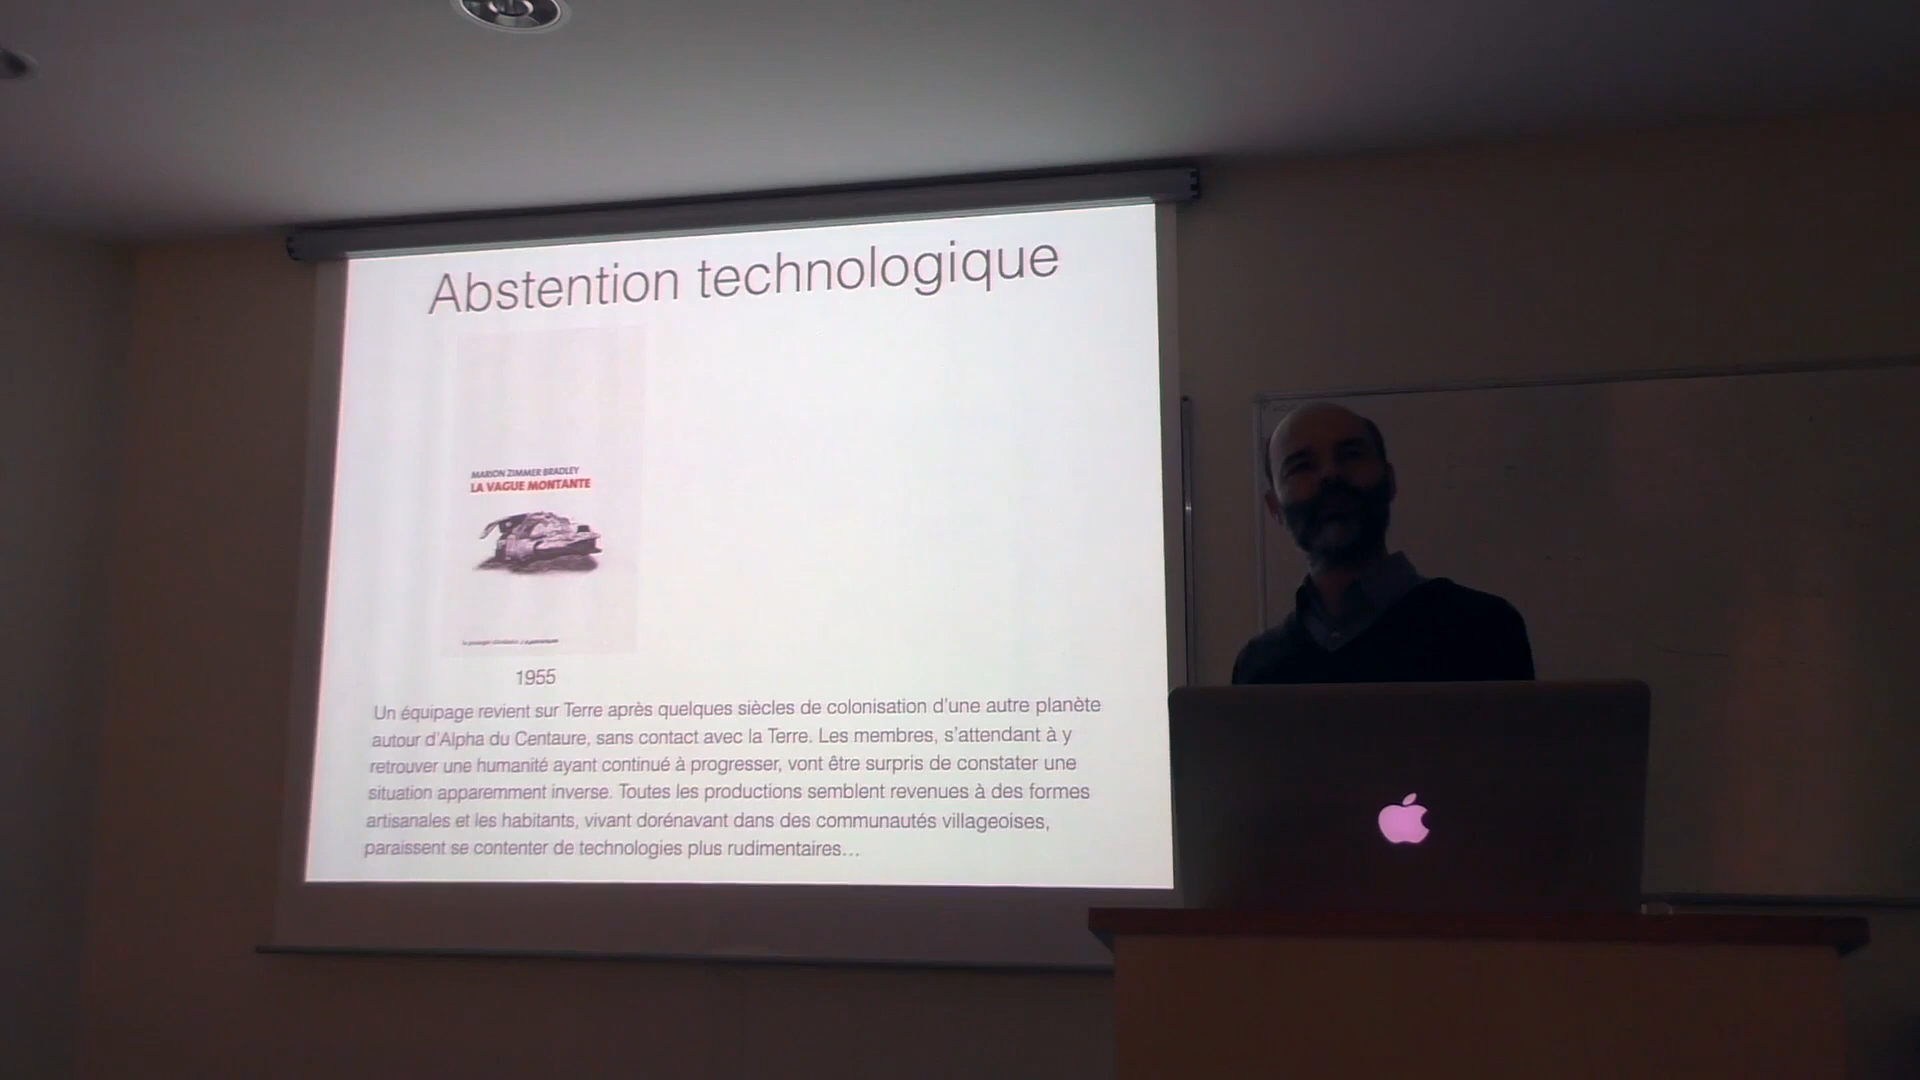 Abstention technologique
MARION ZIMMER BRADLEY
LA VAGUE MONTANTE
1955
Un équipage revient sur Terre après quelques siècles de colonisation d'une autre planète
autour d'Alpha du Centaure, sans contact avec la Terre. Les membres, s'attendant à y
retrouver une humanité ayant continué à progresser, vont être surpris de constater une
situation apparemment inverse. Toutes les productions semblent revenues à des formes
artisanales et les habitants, vivant dorénavant dans des communautés villageoises,
paraissent se contenter de technologies plus rudimentaires...